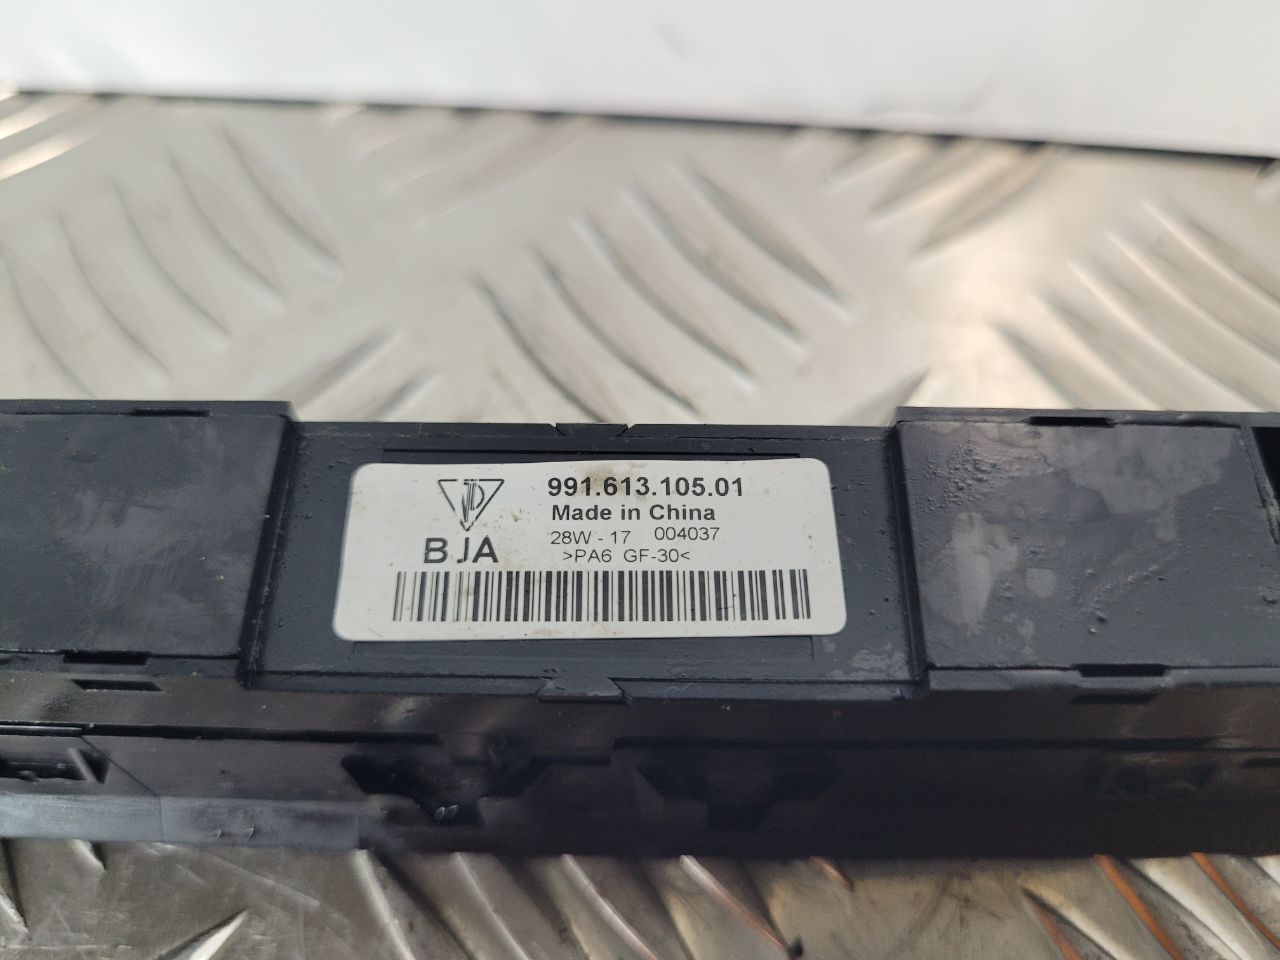 991.613.105.01
Made in China
28W - 17 004037
BJA
>PA6 GF-30<